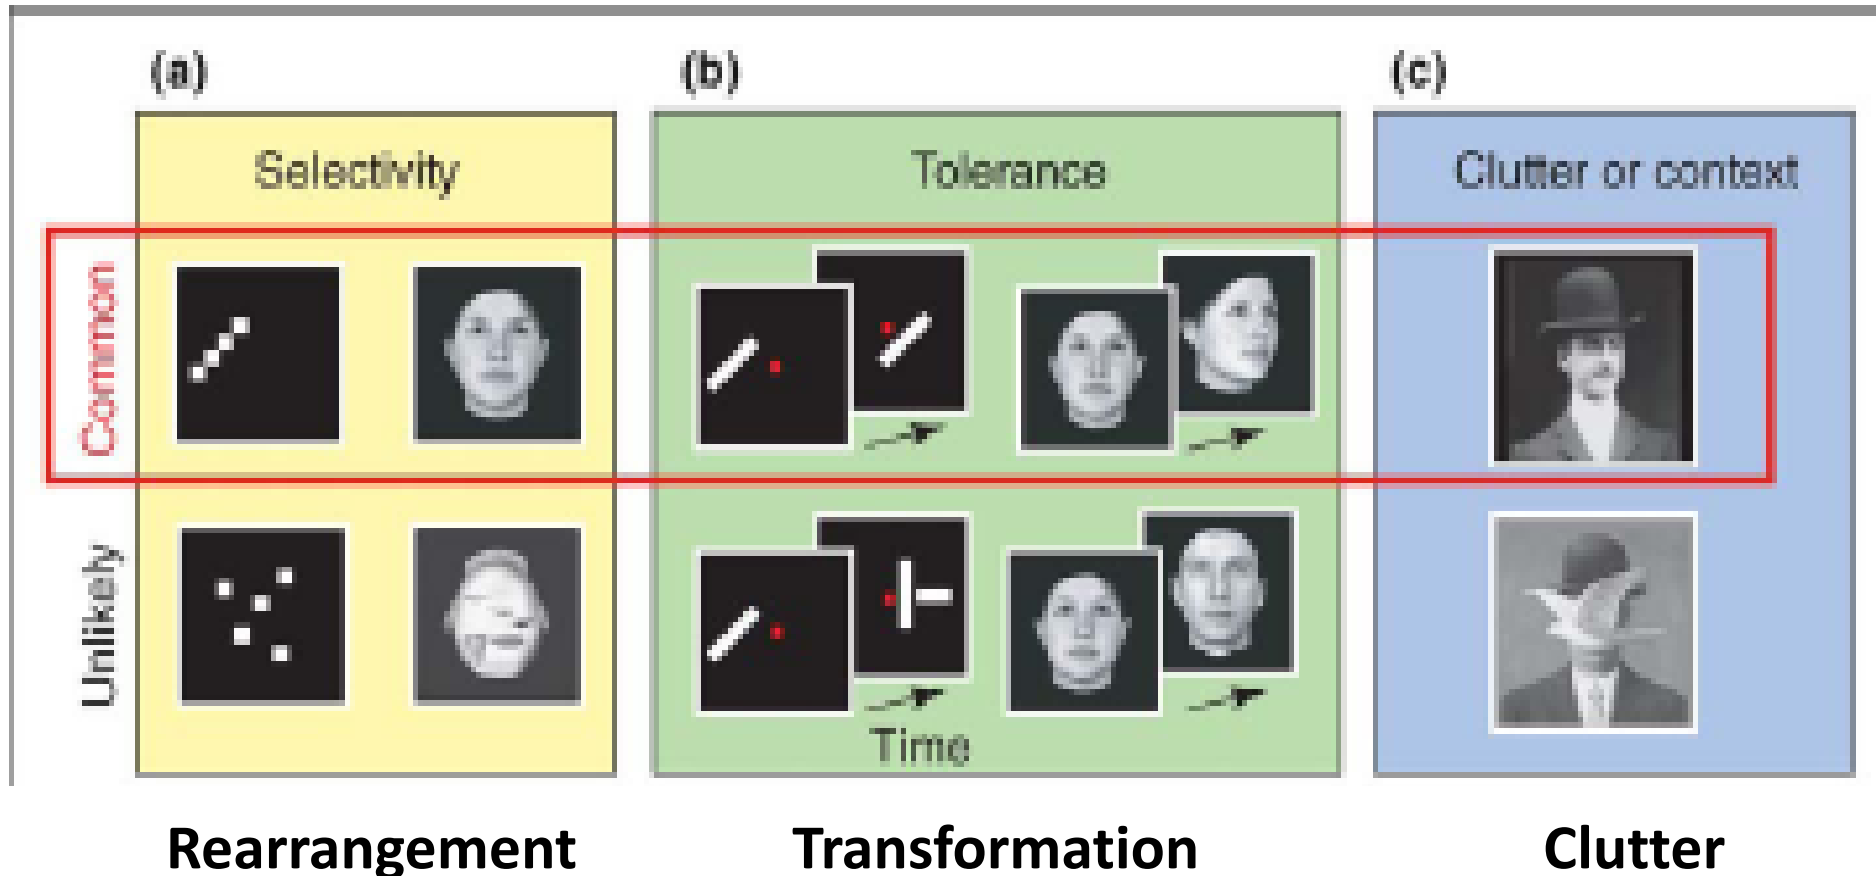 (a)
(b)
(c)
Selectivity
Tolerance
Clutter or context
Common
Unlikely
Time
Rearrangement
Transformation
Clutter